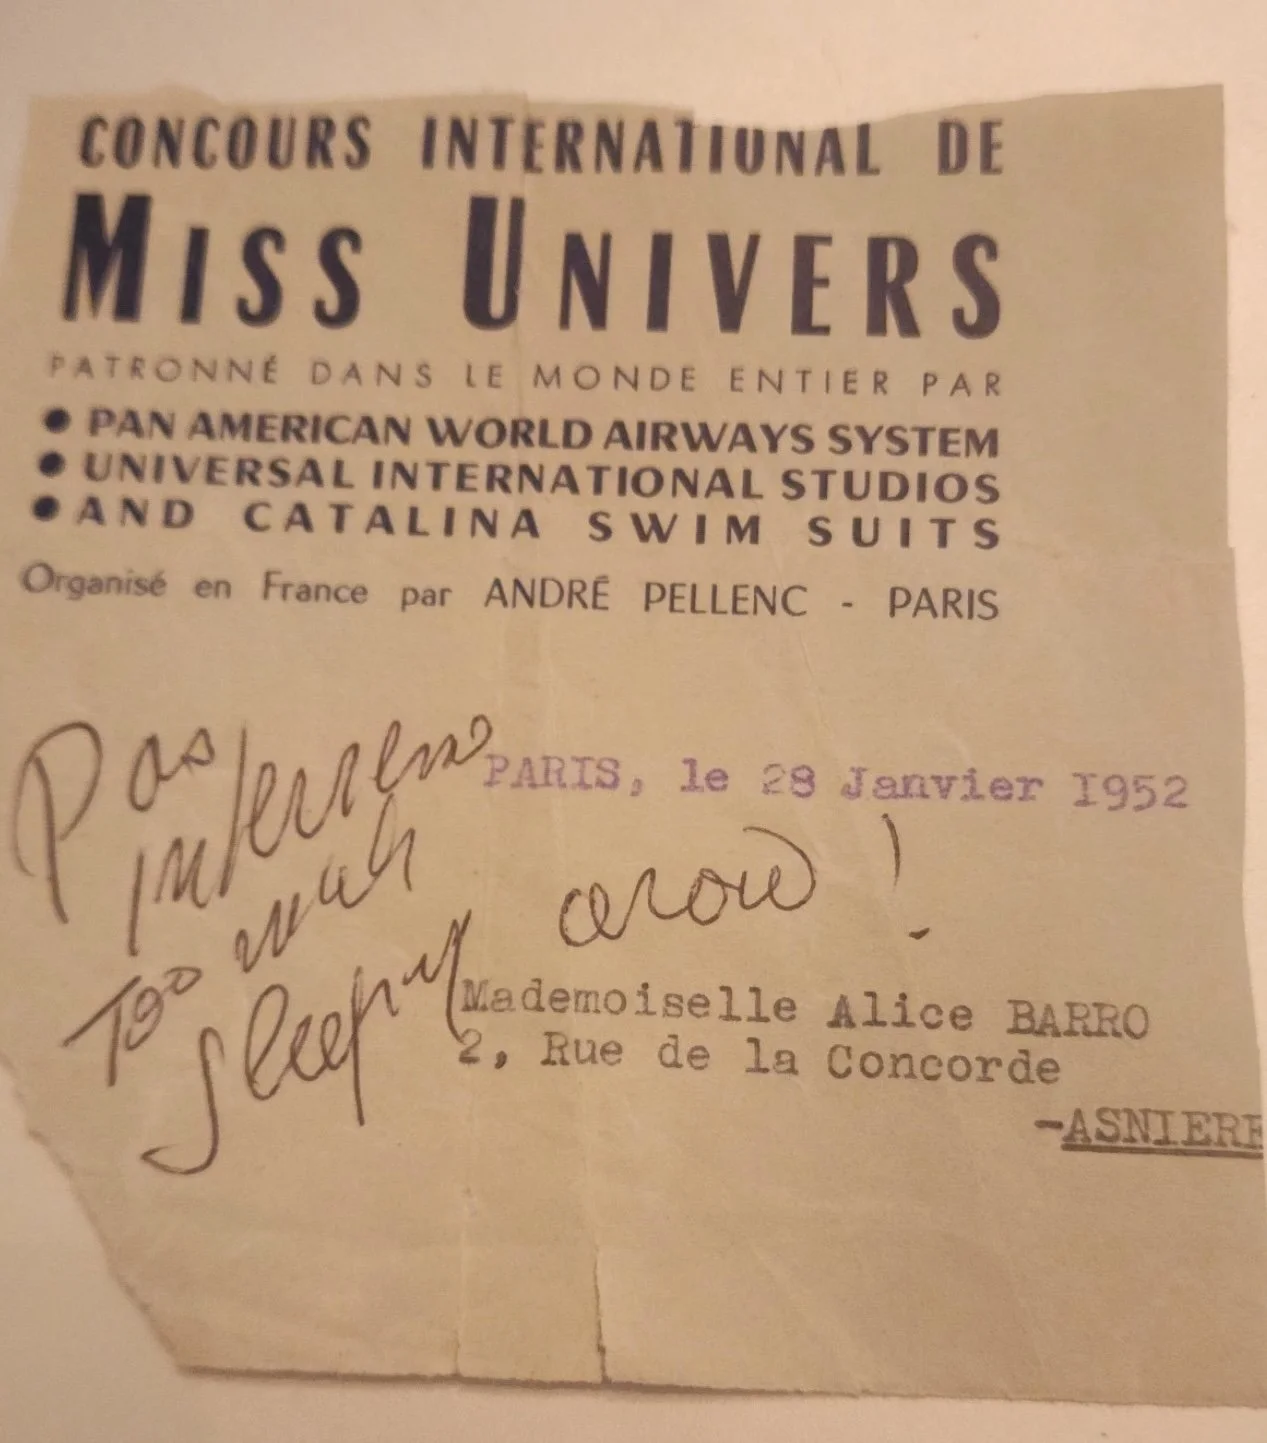 CONCOURS INTERNATIONAL DE
MISS UNIVERS
PATRONNÉ DANS LE MONDE ENTIER PAR
● PAN AMERICAN WORLD AIRWAYS SYSTEM
● UNIVERSAL INTERNATIONAL STUDIOS
● AND CATALINA SWIM SUITS
Organisé en France par ANDRÉ PELLENC - PARIS
PARIS, le 28 Janvier 1952
Pas
too much
sleepy
Mademoiselle Alice BARRO
2, Rue de la Concorde
-ASNIERE